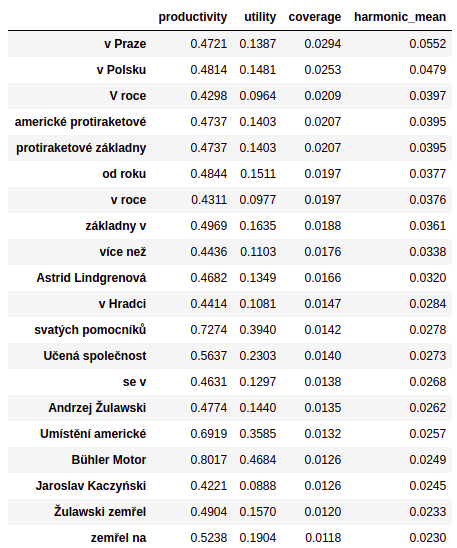 productivity utility coverage harmonic_mean
v Praze 0.4721 0.1387 0.0294 0.0552
v Polsku 0.4814 0.1481 0.0253 0.0479
V roce 0.4298 0.0964 0.0209 0.0397
americké protiraketové 0.4737 0.1403 0.0207 0.0395
protiraketové základny 0.4737 0.1403 0.0207 0.0395
od roku 0.4844 0.1511 0.0197 0.0377
v roce 0.4311 0.0977 0.0197 0.0376
základny v 0.4969 0.1635 0.0188 0.0361
více než 0.4436 0.1103 0.0176 0.0338
Astrid Lindgrenová 0.4682 0.1349 0.0166 0.0320
v Hradci 0.4414 0.1081 0.0147 0.0284
svatých pomocníků 0.7274 0.3940 0.0142 0.0278
Učená společnost 0.5637 0.2303 0.0140 0.0273
se v 0.4631 0.1297 0.0138 0.0268
Andrzej Żulawski 0.4774 0.1440 0.0135 0.0262
Umístění americké 0.6919 0.3585 0.0132 0.0257
Bühler Motor 0.8017 0.4684 0.0126 0.0249
Jaroslav Kaczyński 0.4221 0.0888 0.0126 0.0245
Żulawski zemřel 0.4904 0.1570 0.0120 0.0233
zemřel na 0.5238 0.1904 0.0118 0.0230